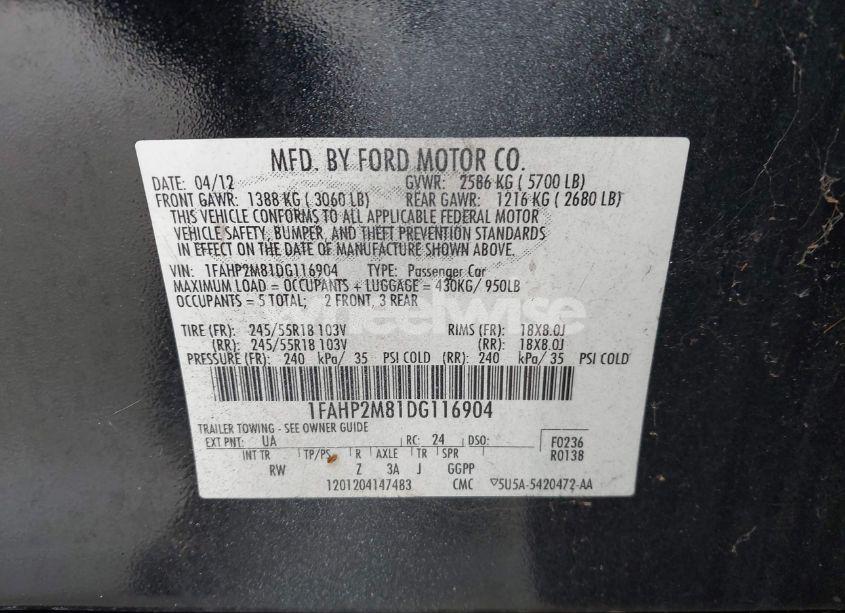 MFD. BY FORD MOTOR CO.
DATE: 04/12 GVWR: 2586 KG ( 5700 LB)
FRONT GAWR: 1388 KG ( 3060 LB) REAR GAWR: 1216 KG ( 2680 LB)
THIS VEHICLE CONFORMS TO ALL APPLICABLE FEDERAL MOTOR
VEHICLE SAFETY, BUMPER, AND THEFT PREVENTION STANDARDS
IN EFFECT ON THE DATE OF MANUFACTURE SHOWN ABOVE.
VIN: 1FAHP2M81DG116904 TYPE: Passenger Car
MAXIMUM LOAD = OCCUPANTS + LUGGAGE = 430KG/ 950LB
OCCUPANTS = 5 TOTAL; 2 FRONT, 3 REAR
wheelwise
TIRE (FR): 245/55R18 103V RIMS (FR): 18X8.0J
(RR): 245/55R18 103V (RR): 18X8.0J
PRESSURE (FR): 240 kPa/ 35 PSI COLD (RR): 240 kPa/ 35 PSI COLD
1FAHP2M81DG116904
TRAILER TOWING - SEE OWNER GUIDE
EXT PNT: UA RC: 24 DSO: F0236
INT TR TP/PS R AXLE TR SPR R0138
RW Z 3A J GGPP
1201204147483 CMC ▽5U5A-5420472-AA